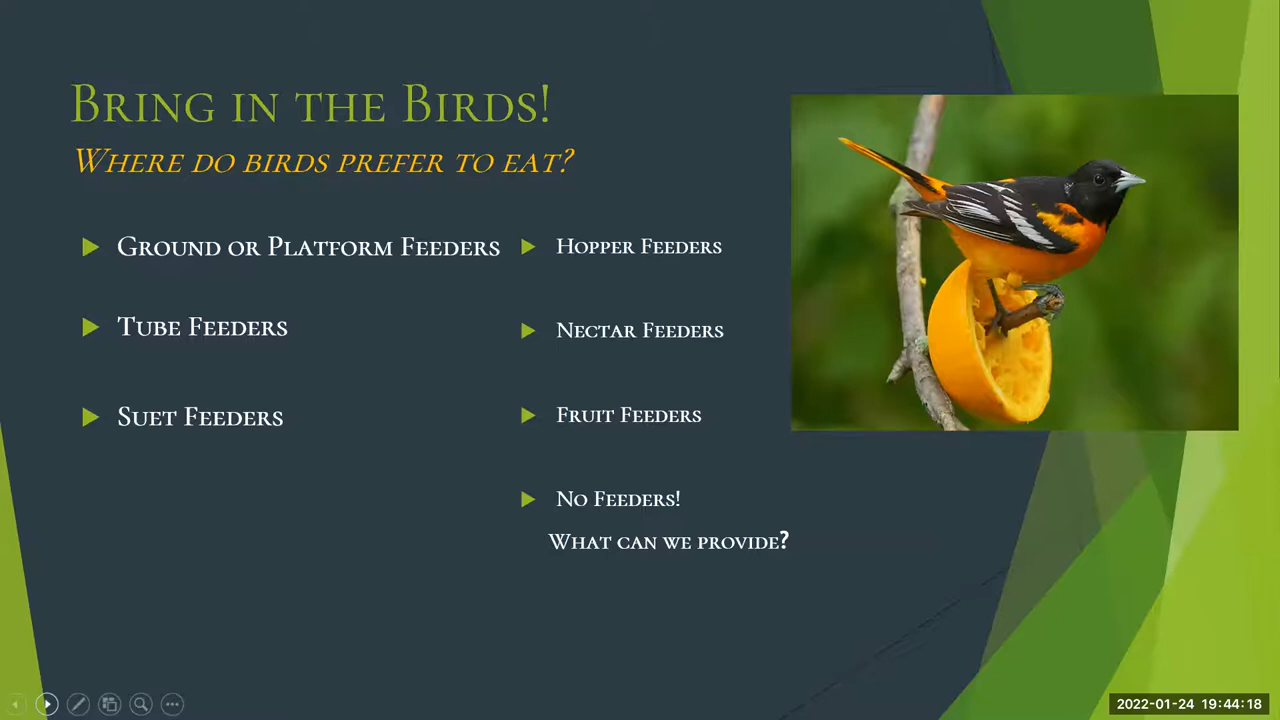 Bring in the Birds!
Where do birds prefer to eat?
Ground or Platform Feeders
Tube Feeders
Suet Feeders
Hopper Feeders
Nectar Feeders
Fruit Feeders
No Feeders!
What can we provide?
2022-01-24 19:44:18